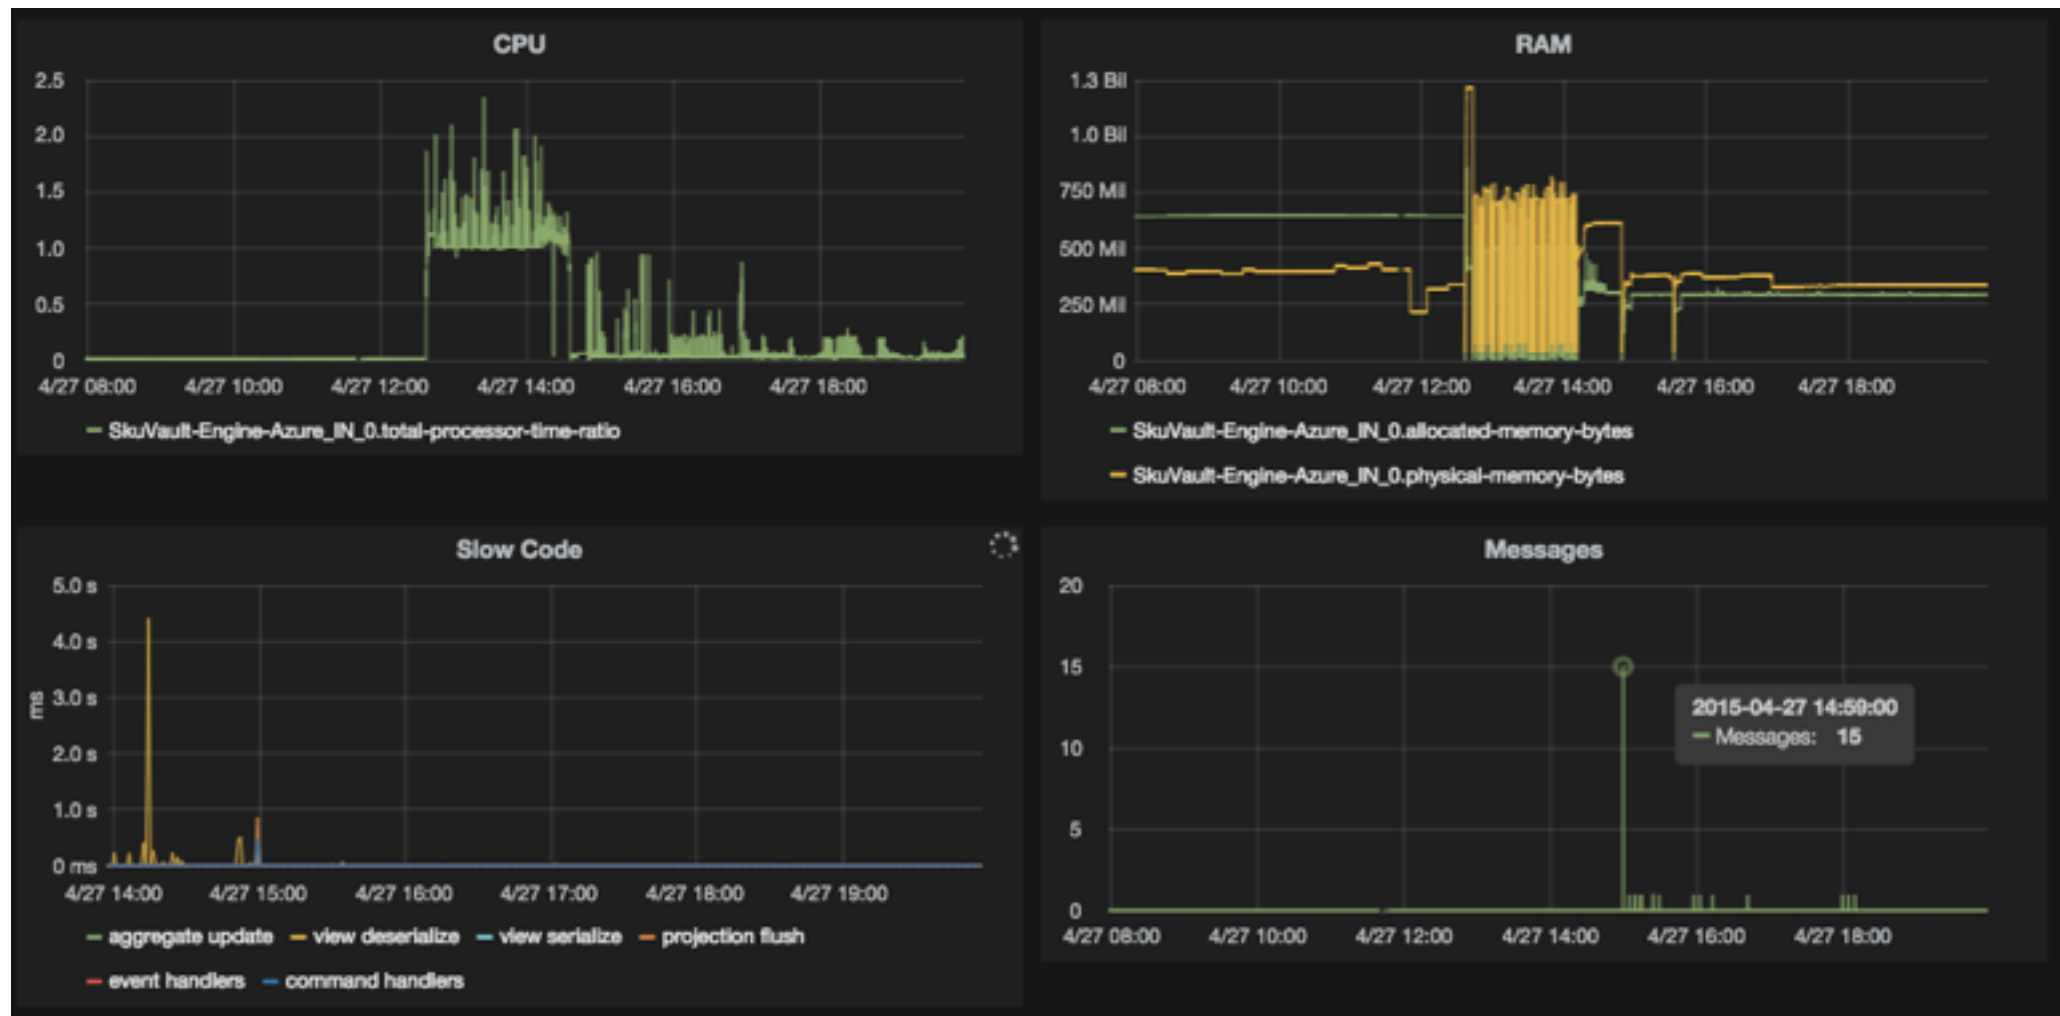 CPU
2.5
2.0
1.5
1.0
0.5
0
4/27 08:00 4/27 10:00 4/27 12:00 4/27 14:00 4/27 16:00 4/27 18:00
SkuVault-Engine-Azure_IN_0.total-processor-time-ratio
RAM
1.3 Bil
1.0 Bil
750 Mil
500 Mil
250 Mil
0
4/27 08:00 4/27 10:00 4/27 12:00 4/27 14:00 4/27 16:00 4/27 18:00
SkuVault-Engine-Azure_IN_0.allocated-memory-bytes
SkuVault-Engine-Azure_IN_0.physical-memory-bytes
Slow Code
ms
5.0 s
4.0 s
3.0 s
2.0 s
1.0 s
0 ms
4/27 14:00 4/27 15:00 4/27 16:00 4/27 17:00 4/27 18:00 4/27 19:00
aggregate update view deserialize view serialize projection flush
event handlers command handlers
Messages
20
15
10
5
0
2015-04-27 14:59:00
Messages: 15
4/27 08:00 4/27 10:00 4/27 12:00 4/27 14:00 4/27 16:00 4/27 18:00